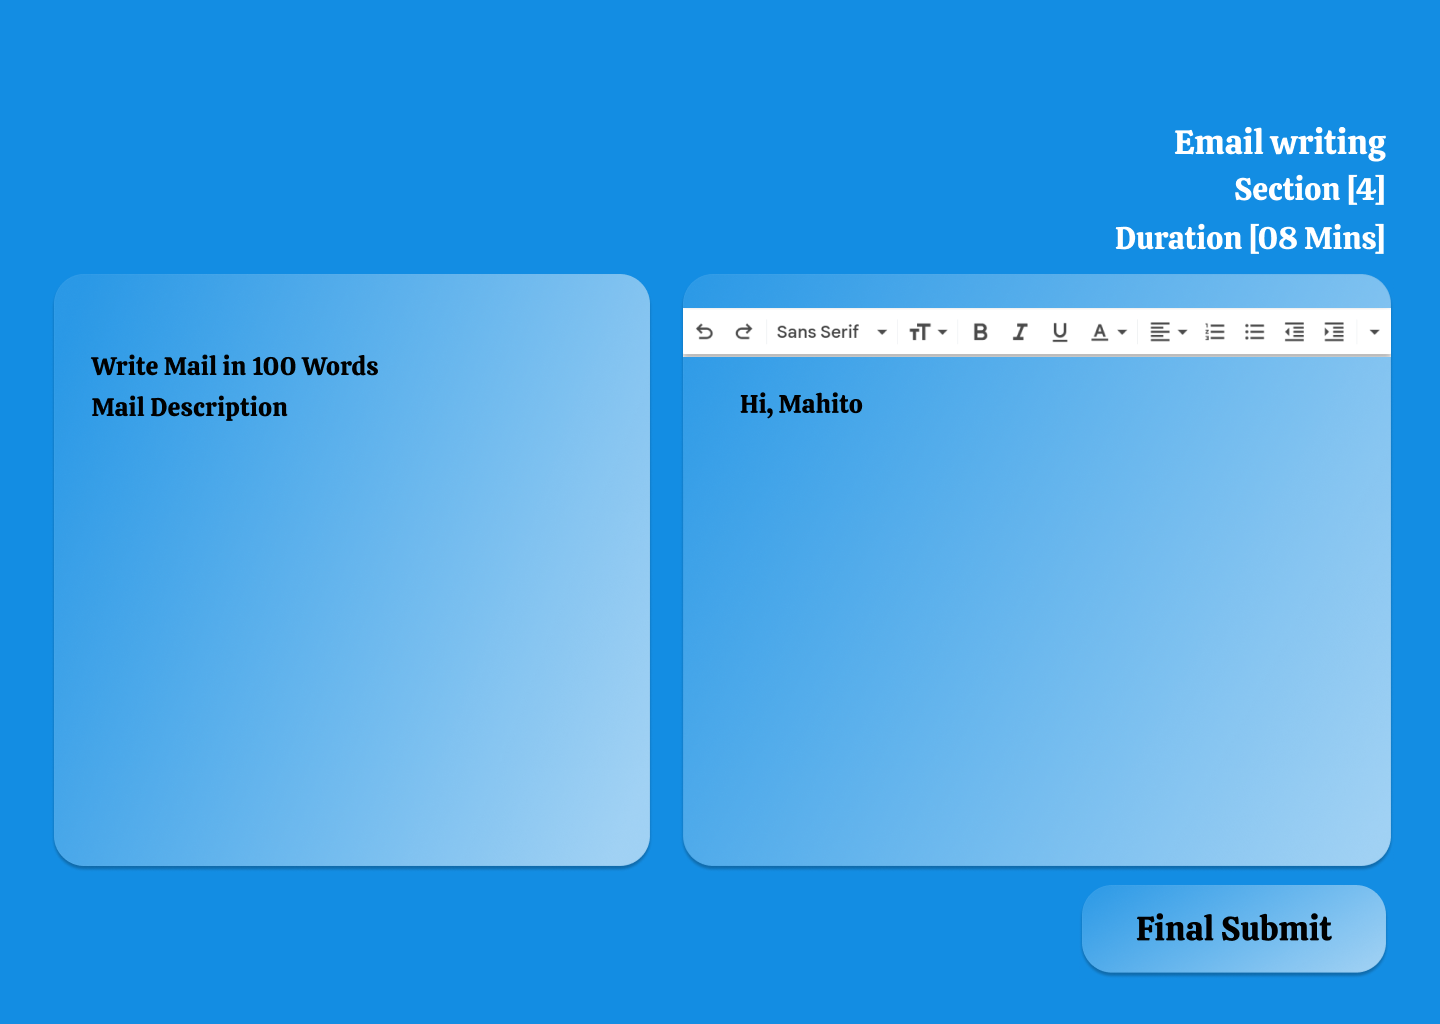 Email writing
Section [4]
Duration [08 Mins]
Write Mail in 100 Words
Mail Description
Sans Serif
Hi, Mahito
Final Submit